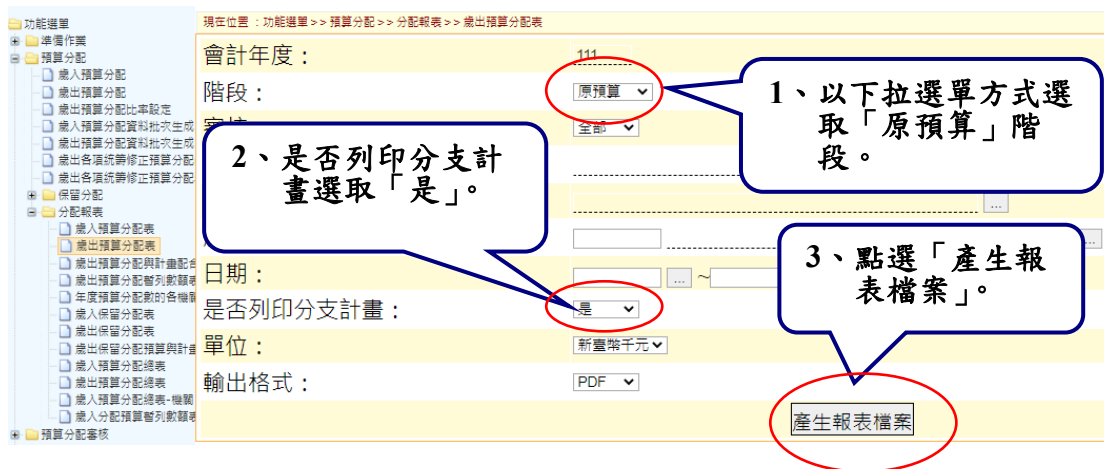 功能選單
準備作業
預算分配
歲入預算分配
歲出預算分配
歲出預算分配比率設定
歲入預算分配資料批次生成
歲出預算分配資料批次生成
歲出各項統籌修正預算分配
歲出各項統籌修正預算分配
保留分配
分配報表
歲入預算分配表
歲出預算分配表
歲出預算分配與計畫配合
歲出預算分配暫列數額表
年度預算分配數的各機關
歲入保留分配表
歲出保留分配表
歲出保留分配預算與計畫
歲入預算分配總表
歲出預算分配總表
歲入預算分配總表-機關
歲入分配預算暫列數額表
預算分配審核
現在位置 : 功能選單>>預算分配>>分配報表>>歲出預算分配表
會計年度：
111
階段：
原預算
全部
日期：
... ~
...
...
是否列印分支計畫：
是
單位：
新臺幣千元
輸出格式：
PDF
產生報表檔案
1、以下拉選單方式選
取「原預算」階
段。
2、是否列印分支計
畫選取「是」。
3、點選「產生報
表檔案」。